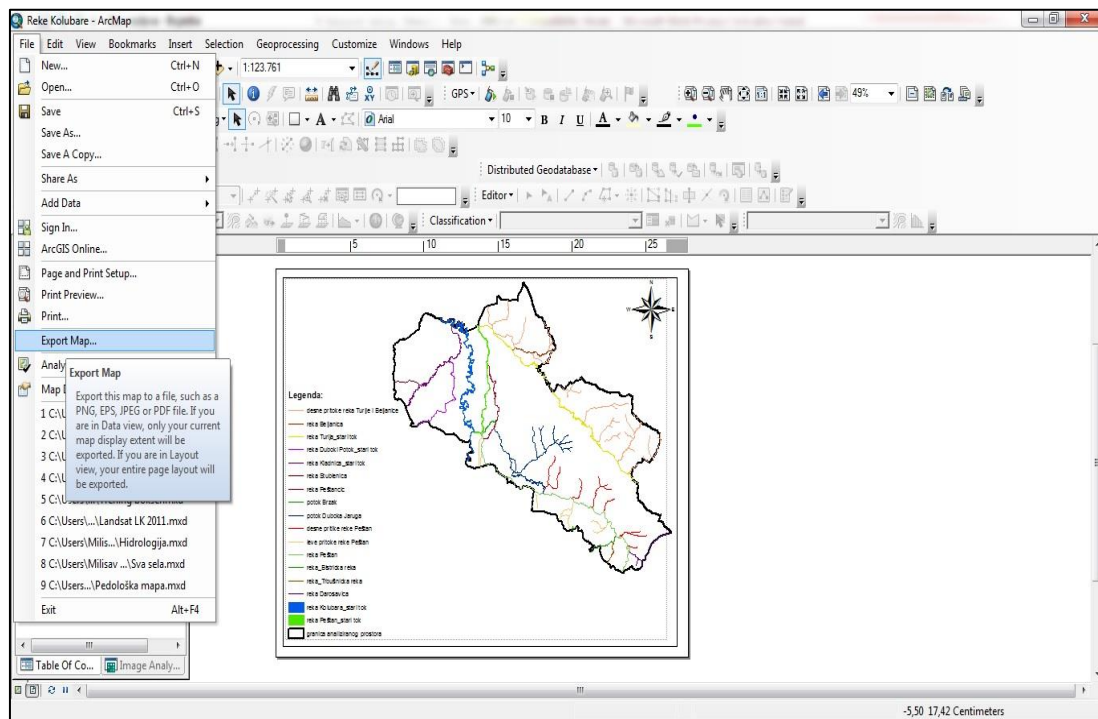 Reke Kolubare - ArcMap
File Edit View Bookmarks Insert Selection Geoprocessing Customize Windows Help
New... Ctrl+N
1:123.761
Open... Ctrl+O
GPS
49%
Save Ctrl+S
Arial 10 B I U A
Save As...
Save A Copy...
Distributed Geodatabase
Share As
Editor
Add Data
Classification
Sign In...
ArcGIS Online...
5 10 15 20 25
Page and Print Setup...
Print Preview...
Print...
Export Map...
Export Map
Export this map to a file, such as a
PNG, EPS, JPEG or PDF file. If you
are in Data view, only your current
map display extent will be
exported. If you are in Layout
view, your entire page layout will
be exported.
1 C:\U
2 C:\U
3 C:\U
4 C:\U
6 C:\Users\...\Landsat LK 2011.mxd
7 C:\Users\Milis...\Hidrologija.mxd
8 C:\Users\Milisav ...\Sva sela.mxd
9 C:\Users...\Pedološka mapa.mxd
Exit Alt+F4
N
W
S
Legenda:
desne pritoke reka Turije i Beljanice
reka Beljanica
reka Turija_stari tok
reka Duboki Potok_stari tok
reka Kladnica_stari tok
reka Stublenica
reka Peštancic
potok Brzak
potok Duboka Jaruga
desne pritke reke Peštan
leve pritoke reke Peštan
reka Peštan
reka_Bistrica reka
reka_Trbušnicka reka
reka Darosavica
reka Kolubara_stari tok
reka Peštan_stari tok
granica analiziranog prostora
Table Of Co... Image Analy...
-5,50 17,42 Centimeters